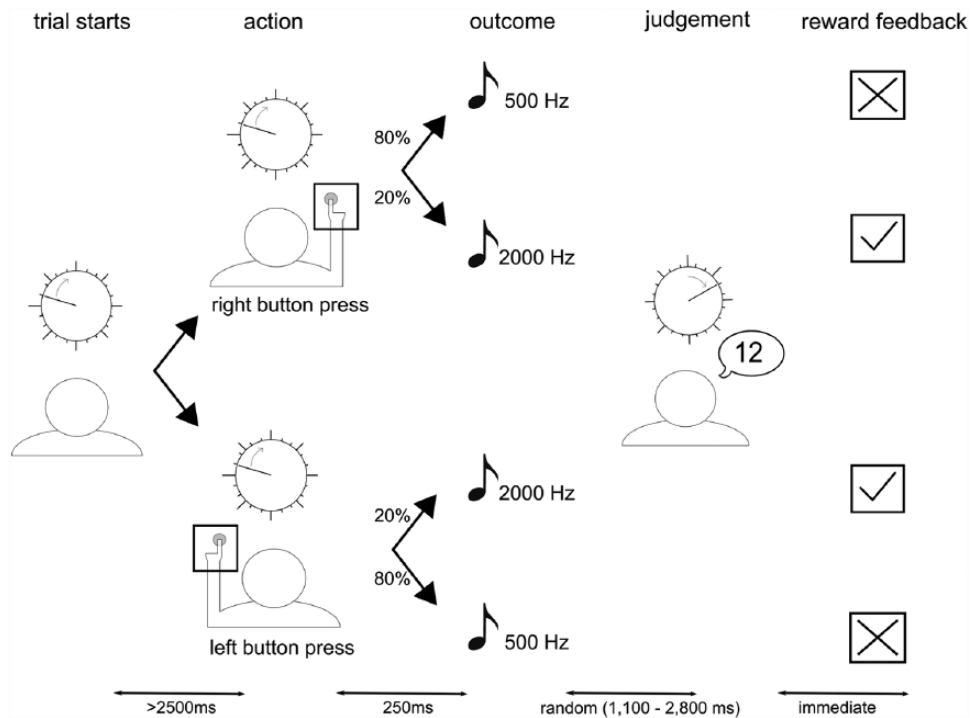 trial starts
action
outcome
judgement
reward feedback
500 Hz
80%
20%
2000 Hz
right button press
12
2000 Hz
20%
80%
500 Hz
left button press
>2500ms
250ms
random (1,100 - 2,800 ms)
immediate